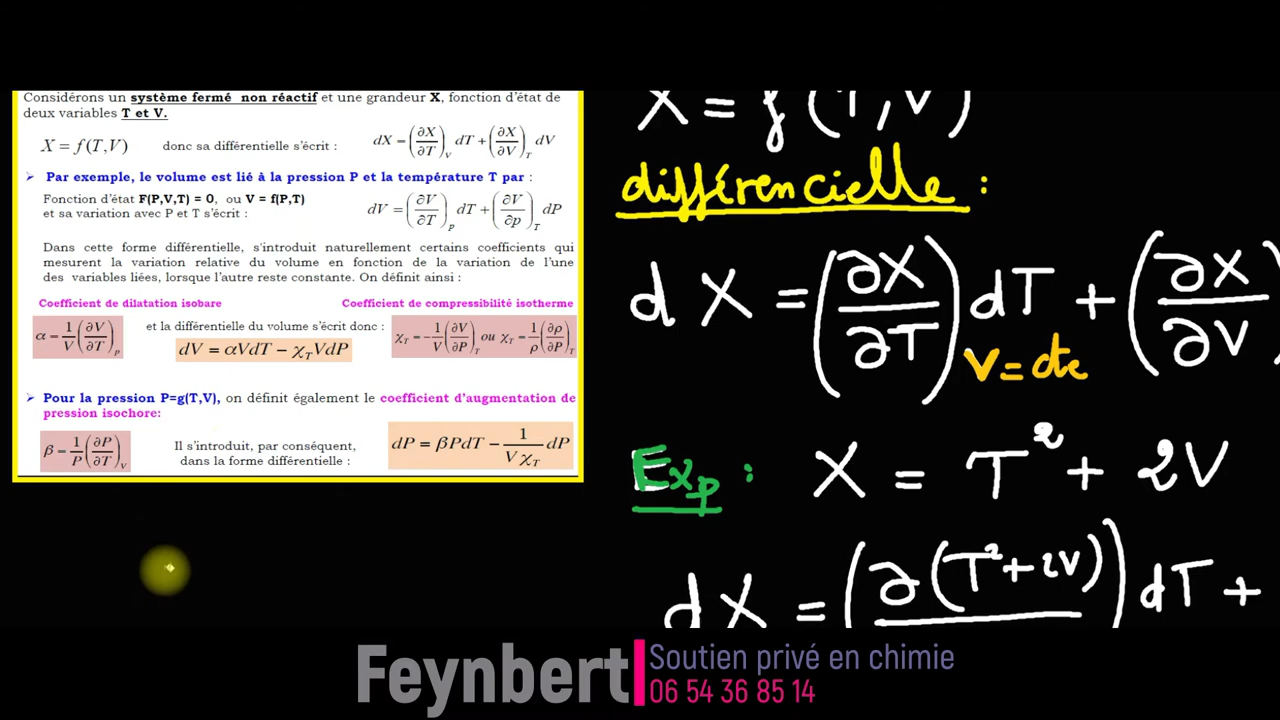 Considérons un système fermé non réactif et une grandeur X, fonction d'état de
deux variables T et V.
X = f(T,V) donc sa différentielle s'écrit : dX = (∂X/∂T)_V dT + (∂X/∂V)_T dV
➢ Par exemple, le volume est lié à la pression P et la température T par :
Fonction d'état F(P,V,T) = 0, ou V = f(P,T)
et sa variation avec P et T s'écrit : dV = (∂V/∂T)_p dT + (∂V/∂p)_T dP
Dans cette forme différentielle, s'introduit naturellement certains coefficients qui
mesurent la variation relative du volume en fonction de la variation de l'une
des variables liées, lorsque l'autre reste constante. On définit ainsi :
Coefficient de dilatation isobare
Coefficient de compressibilité isotherme
α = 1/V (∂V/∂T)_p
et la différentielle du volume s'écrit donc :
dV = αVdT − χ_T VdP
χ_T = −1/V (∂V/∂P)_T ou χ_T = 1/ρ (∂ρ/∂P)_T
➢ Pour la pression P=g(T,V), on définit également le coefficient d'augmentation de
pression isochore:
β = 1/P (∂P/∂T)_V
Il s'introduit, par conséquent,
dans la forme différentielle :
dP = βPdT − 1/(Vχ_T) dP
X = f(T,V)
différencielle :
dX = (∂X/∂T) dT + (∂X/∂V
V = cte
Exp : X = T² + 2V
dX = (∂(T²+2V)) dT +
Feynbert
Soutien privé en chimie
06 54 36 85 14